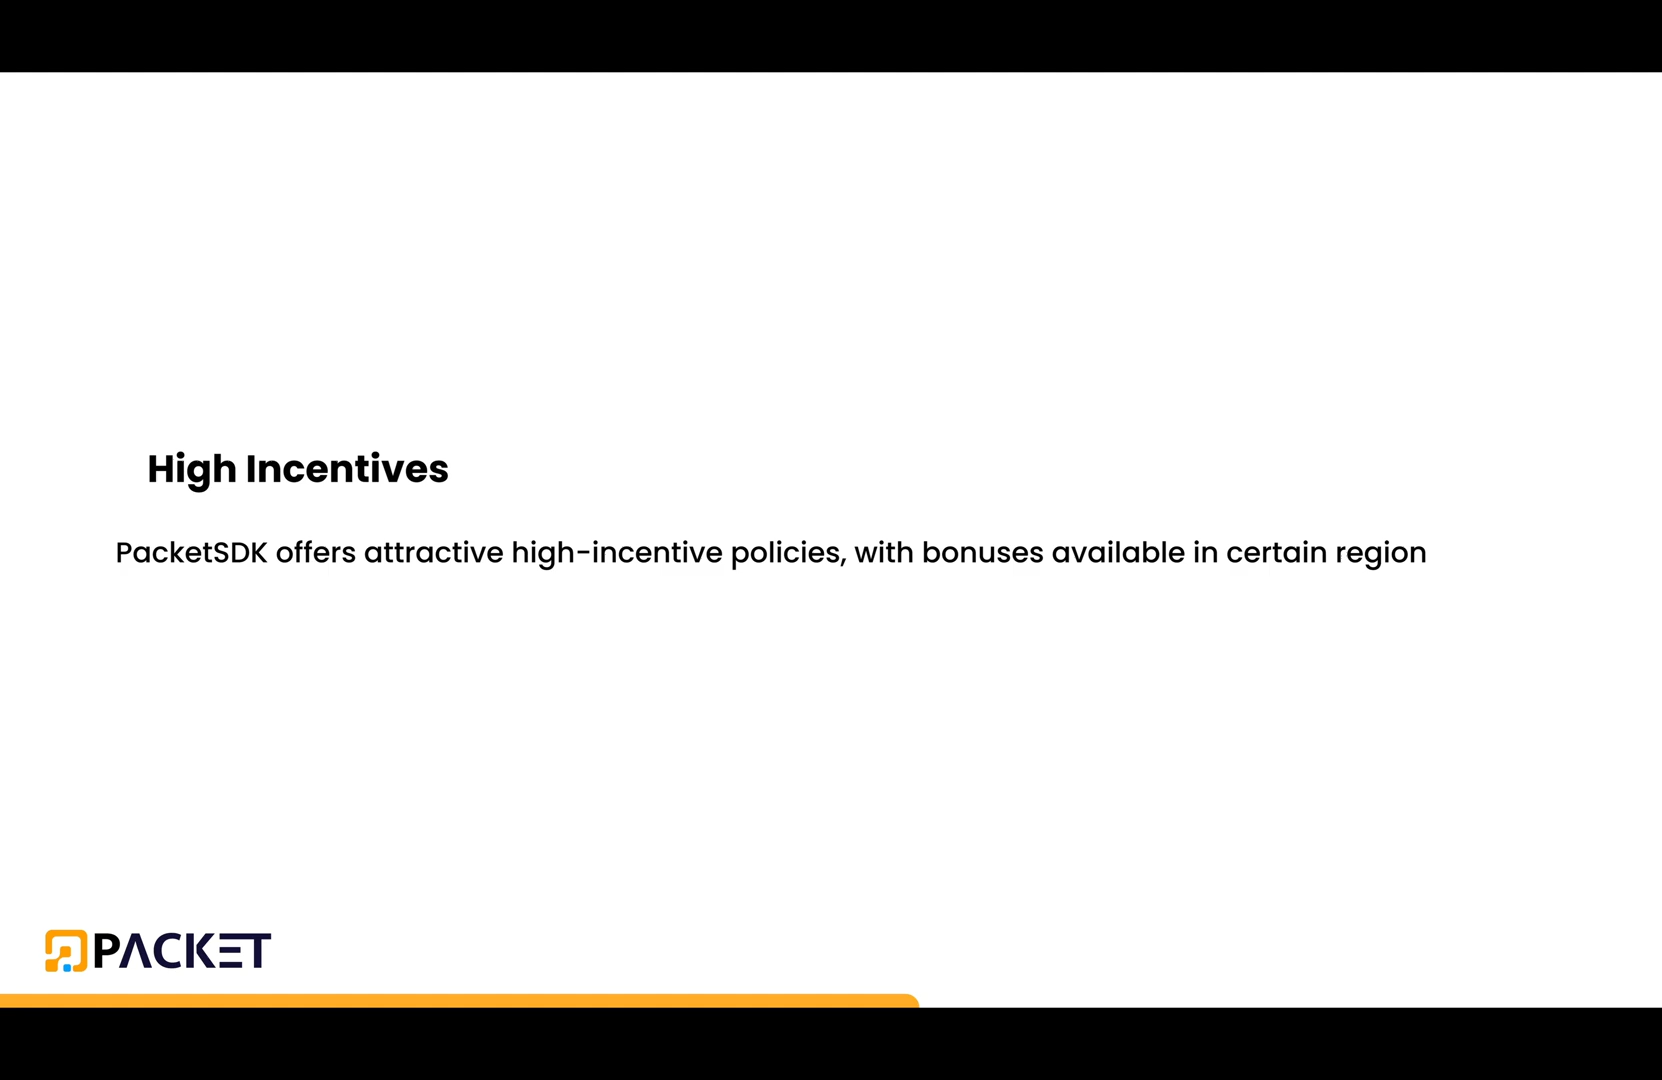 High Incentives
PacketSDK offers attractive high-incentive policies, with bonuses available in certain region
PACKET